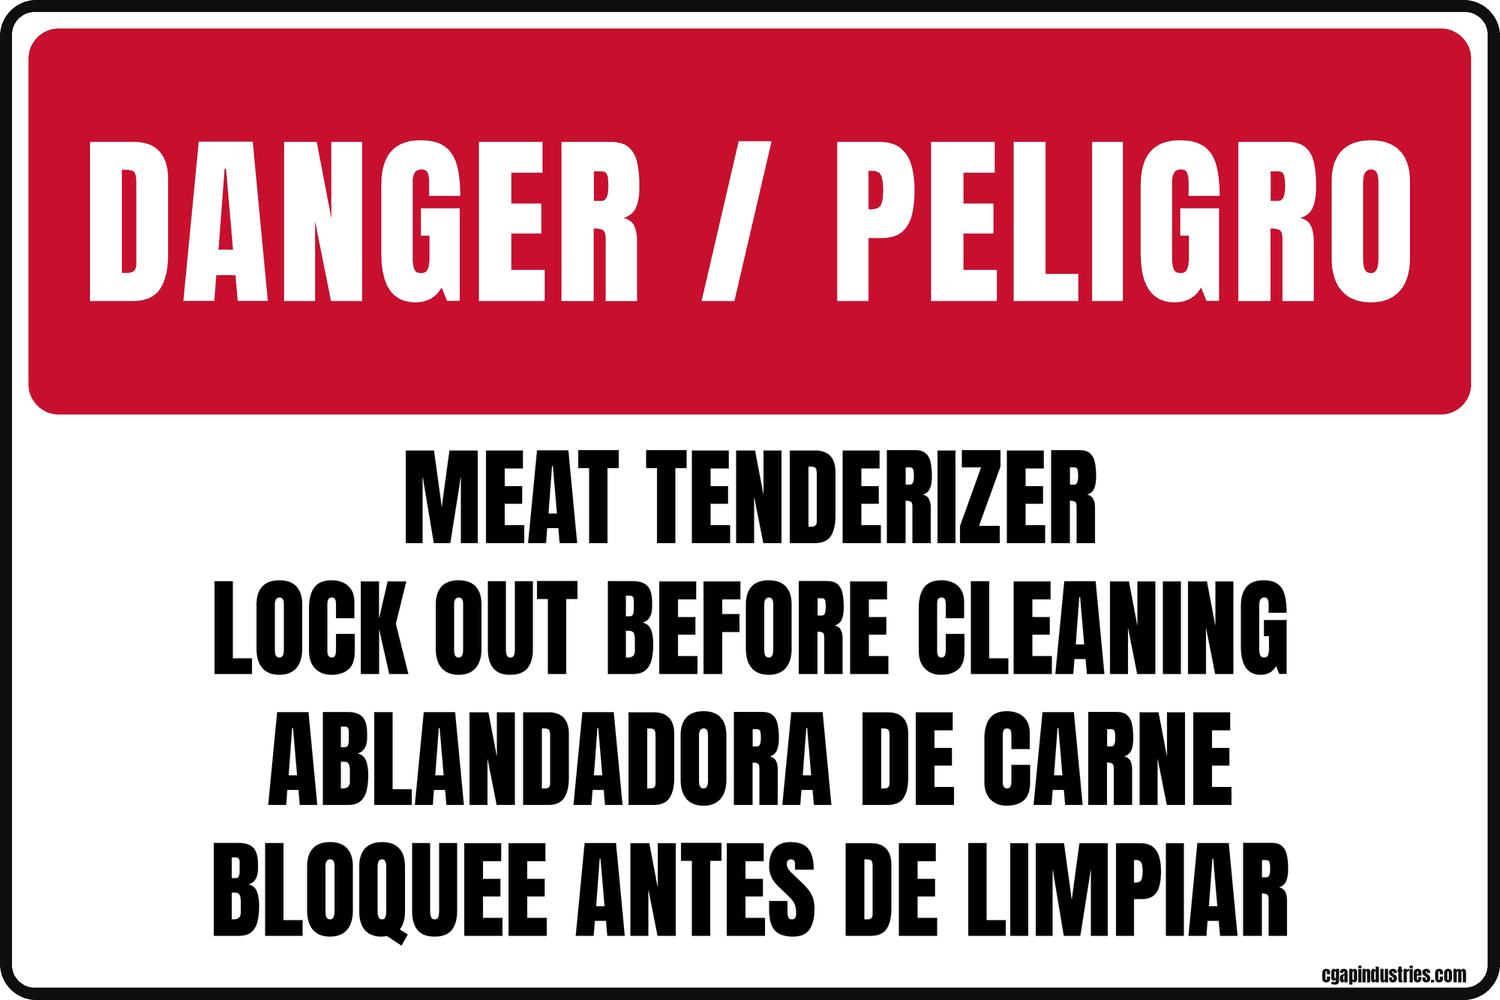 DANGER / PELIGRO
MEAT TENDERIZER
LOCK OUT BEFORE CLEANING
ABLANDADORA DE CARNE
BLOQUEE ANTES DE LIMPIAR
cgapindustries.com